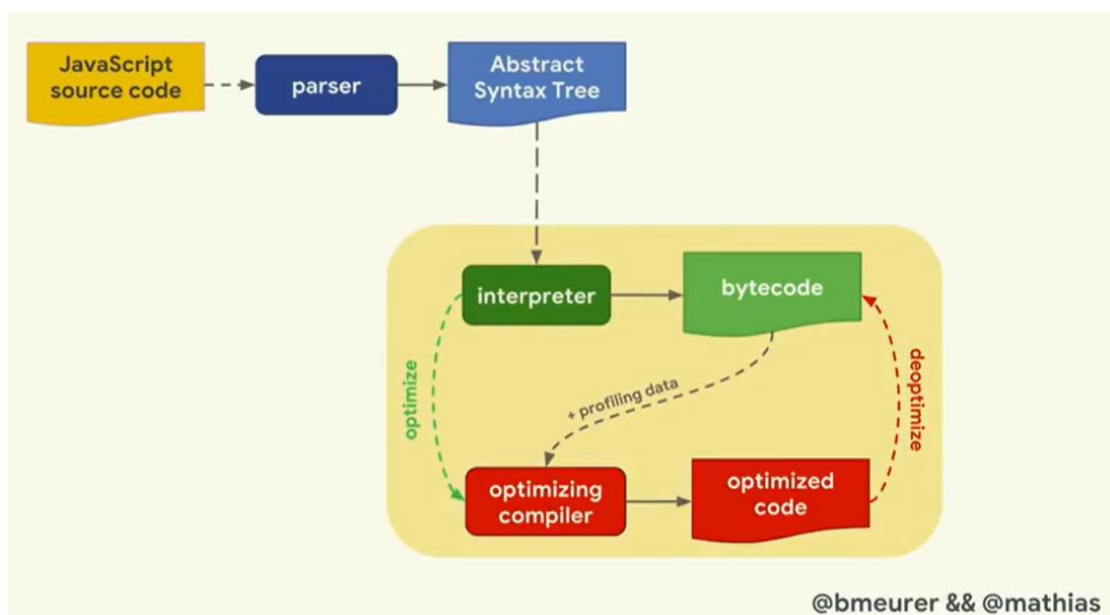 JavaScript
source code
parser
Abstract
Syntax Tree
interpreter
bytecode
optimize
+ profiling data
deoptimize
optimizing
compiler
optimized
code
@bmeurer && @mathias